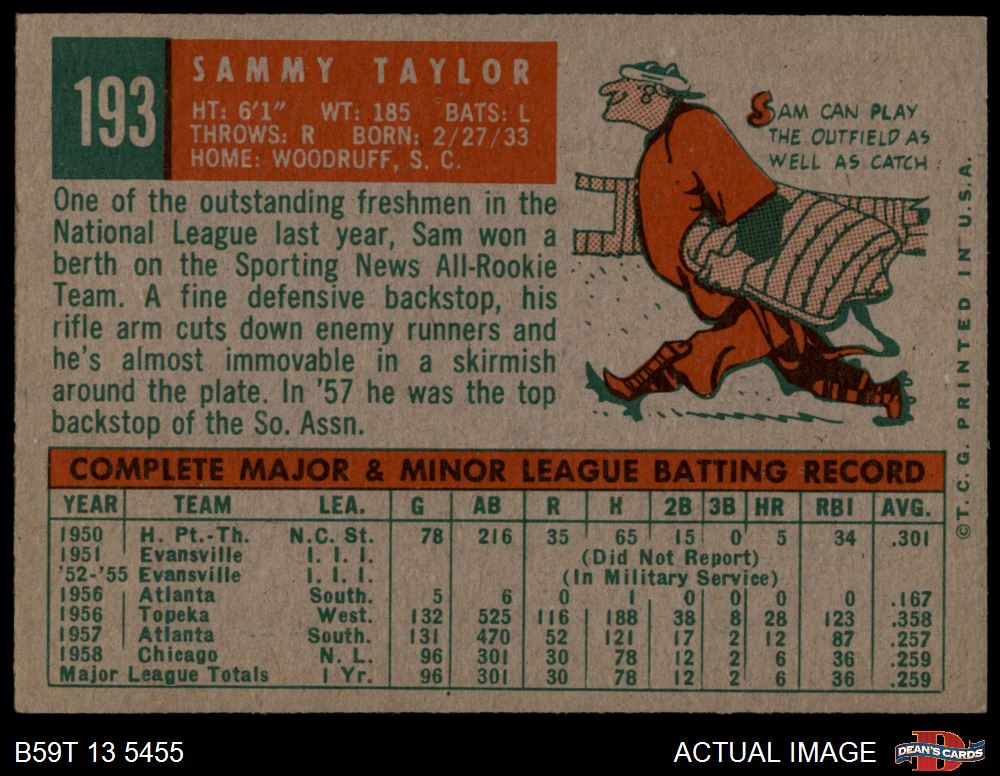 193
SAMMY TAYLOR
HT: 6'1" WT: 185 BATS: L
THROWS: R BORN: 2/27/33
HOME: WOODRUFF, S. C.
SAM CAN PLAY
THE OUTFIELD AS
WELL AS CATCH
One of the outstanding freshmen in the
National League last year, Sam won a
berth on the Sporting News All-Rookie
Team. A fine defensive backstop, his
rifle arm cuts down enemy runners and
he's almost immovable in a skirmish
around the plate. In '57 he was the top
backstop of the So. Assn.
©T.C.G. PRINTED IN U.S.A.
COMPLETE MAJOR & MINOR LEAGUE BATTING RECORD
YEAR TEAM LEA. G AB R H 2B 3B HR RBI AVG.
1950 H. Pt.-Th. N.C. St. 78 216 35 65 15 0 5 34 .301
1951 Evansville I. I. I. (Did Not Report)
'52-'55 Evansville I. I. I. (In Military Service)
1956 Atlanta South. 5 6 0 1 0 0 0 0 .167
1956 Topeka West. 132 525 116 188 38 8 28 123 .358
1957 Atlanta South. 131 470 52 121 17 2 12 87 .257
1958 Chicago N. L. 96 301 30 78 12 2 6 36 .259
Major League Totals 1 Yr. 96 301 30 78 12 2 6 36 .259
B59T 13 5455
ACTUAL IMAGE
DEAN'S CARDS